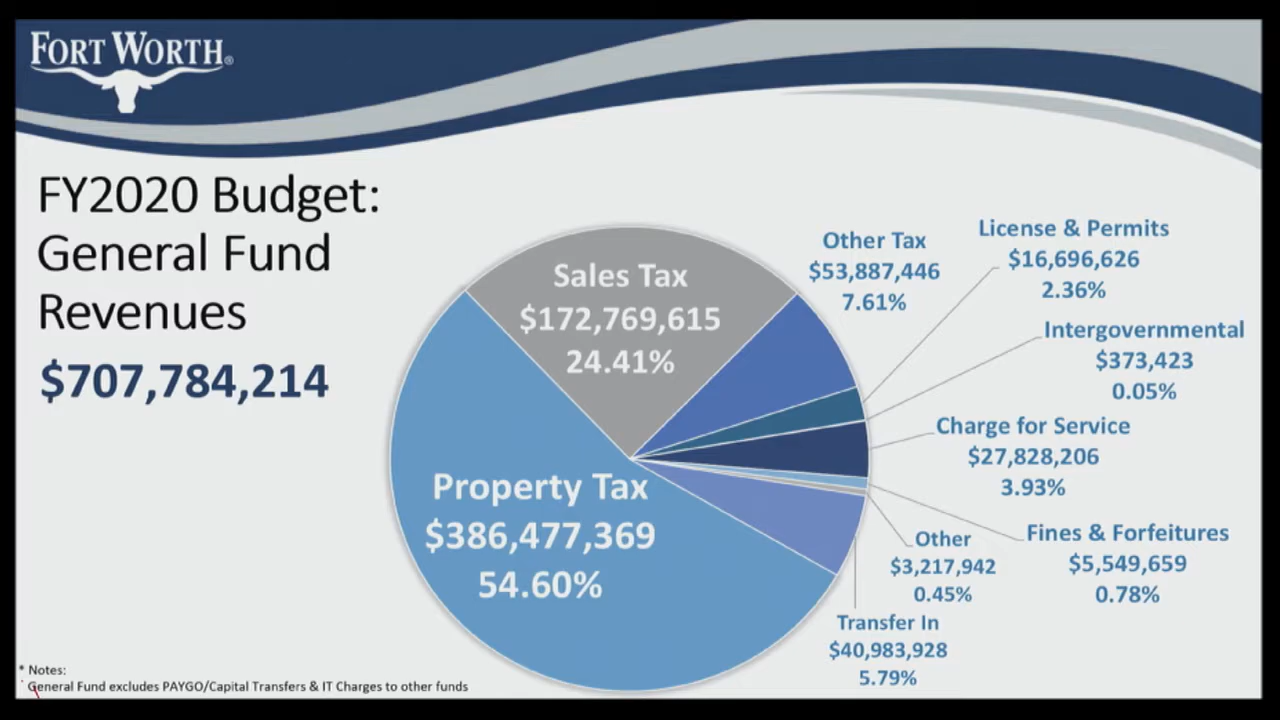 FORT WORTH®
FY2020 Budget:
General Fund
Revenues
$707,784,214
Sales Tax
$172,769,615
24.41%
Other Tax
$53,887,446
7.61%
License & Permits
$16,696,626
2.36%
Intergovernmental
$373,423
0.05%
Charge for Service
$27,828,206
3.93%
Fines & Forfeitures
$5,549,659
0.78%
Other
$3,217,942
0.45%
Transfer In
$40,983,928
5.79%
Property Tax
$386,477,369
54.60%
* Notes:
General Fund excludes PAYGO/Capital Transfers & IT Charges to other funds